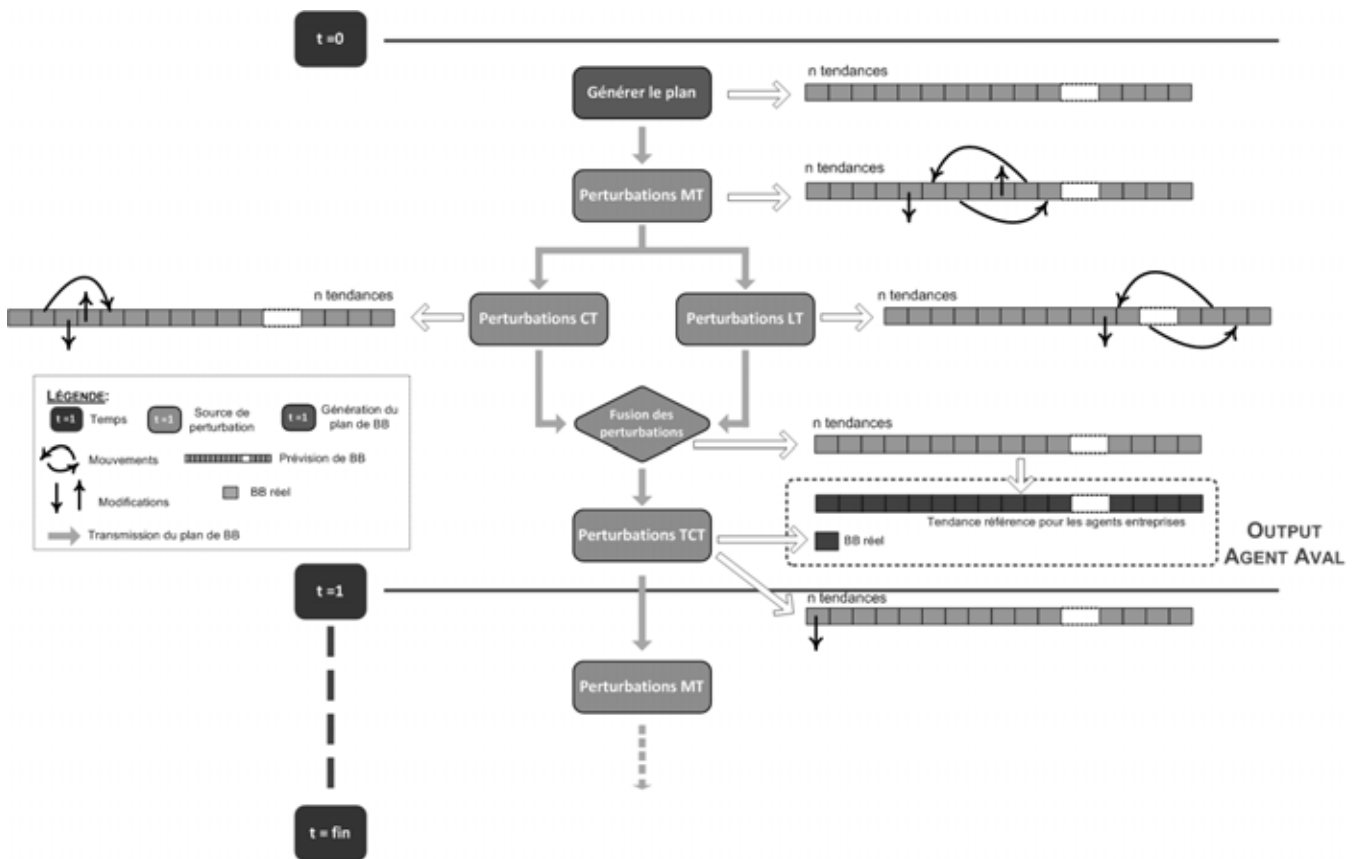 t =0
n tendances
Générer le plan
n tendances
Perturbations MT
n tendances
n tendances
Perturbations CT
Perturbations LT
LÉGENDE:
t =1
Temps
t =1
Source de
perturbation
t =1
Génération du
plan de BB
Mouvements
Prévision de BB
Modifications
BB réel
Transmission du plan de BB
Fusion des
perturbations
n tendances
Tendance référence pour les agents entreprises
Perturbations TCT
BB réel
OUTPUT
AGENT AVAL
t =1
n tendances
Perturbations MT
t = fin